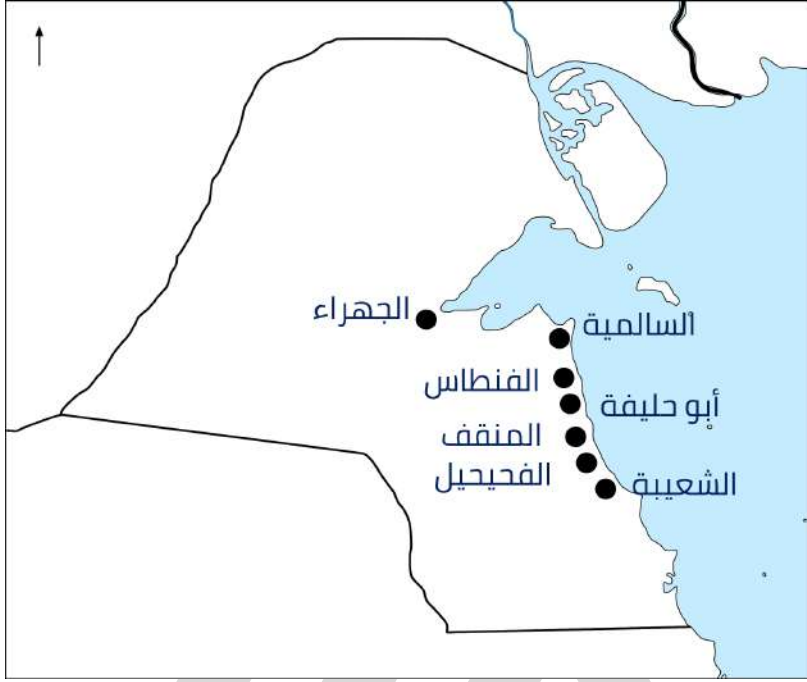 الجهراء
السالمية
الفنطاس
أبو حليفة
المنقف
الفحيحيل
الشعيبة